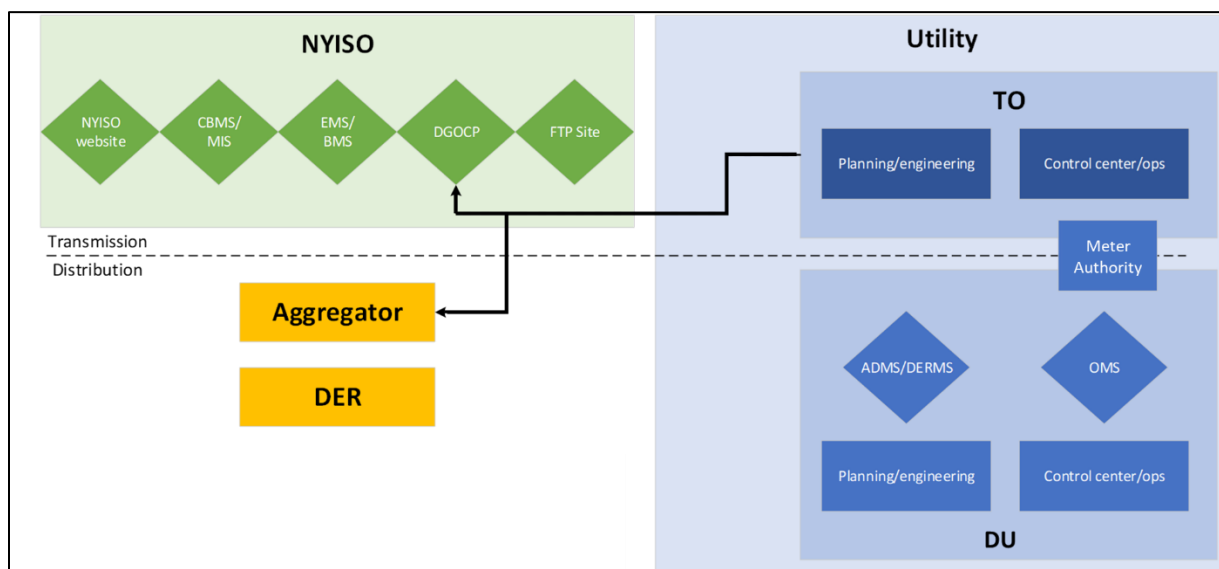 NYISO
Utility
NYISO
website
CBMS/
MIS
EMS/
BMS
DGOCP
FTP Site
TO
Planning/engineering
Control center/ops
Transmission
Distribution
Meter
Authority
Aggregator
DER
ADMS/DERMS
OMS
Planning/engineering
Control center/ops
DU